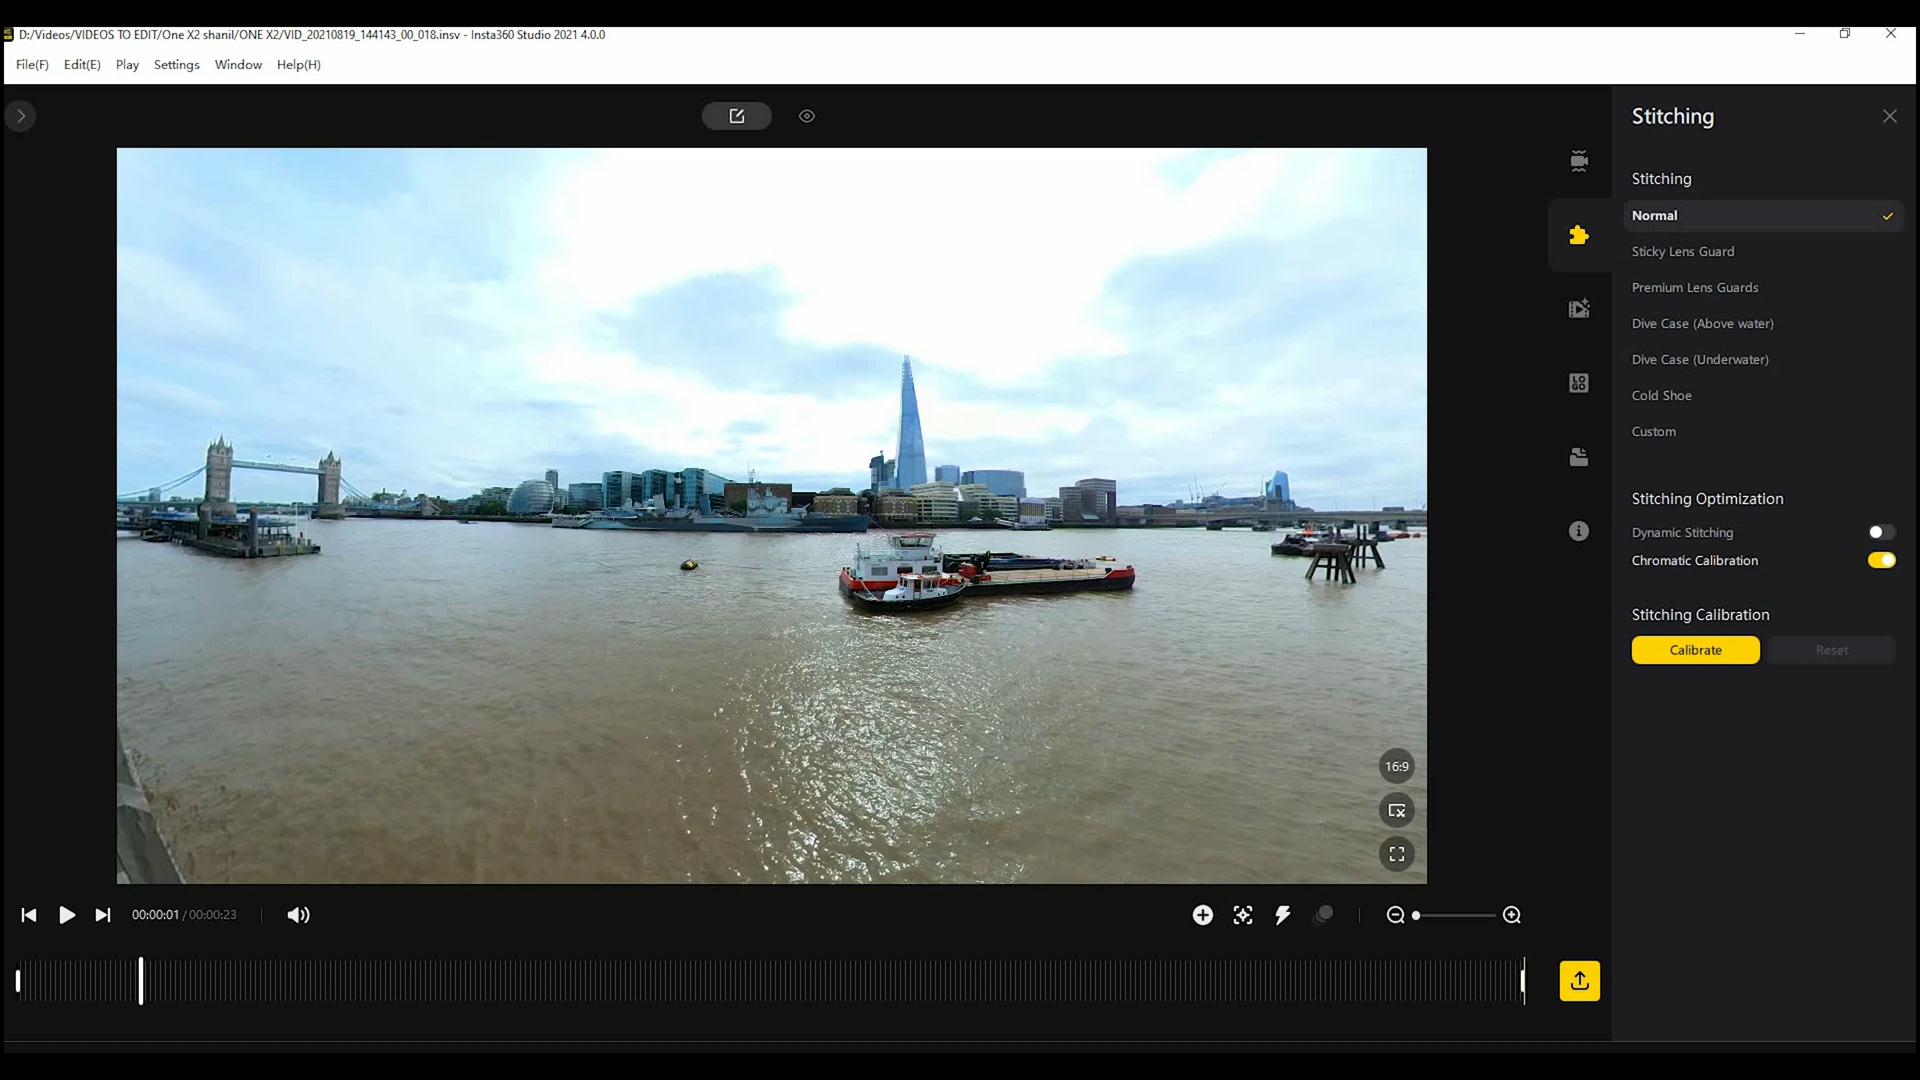 D:/Videos/VIDEOS TO EDIT/One X2 shanil/ONE X2/VID_20210819_144143_00_018.insv - Insta360 Studio 2021 4.0.0
File(F) Edit(E) Play Settings Window Help(H)
Stitching
Stitching
Normal
Sticky Lens Guard
Premium Lens Guards
Dive Case (Above water)
Dive Case (Underwater)
LOGO
Cold Shoe
Custom
Stitching Optimization
Dynamic Stitching
Chromatic Calibration
Stitching Calibration
Calibrate Reset
16:9
00:00:01 / 00:00:23